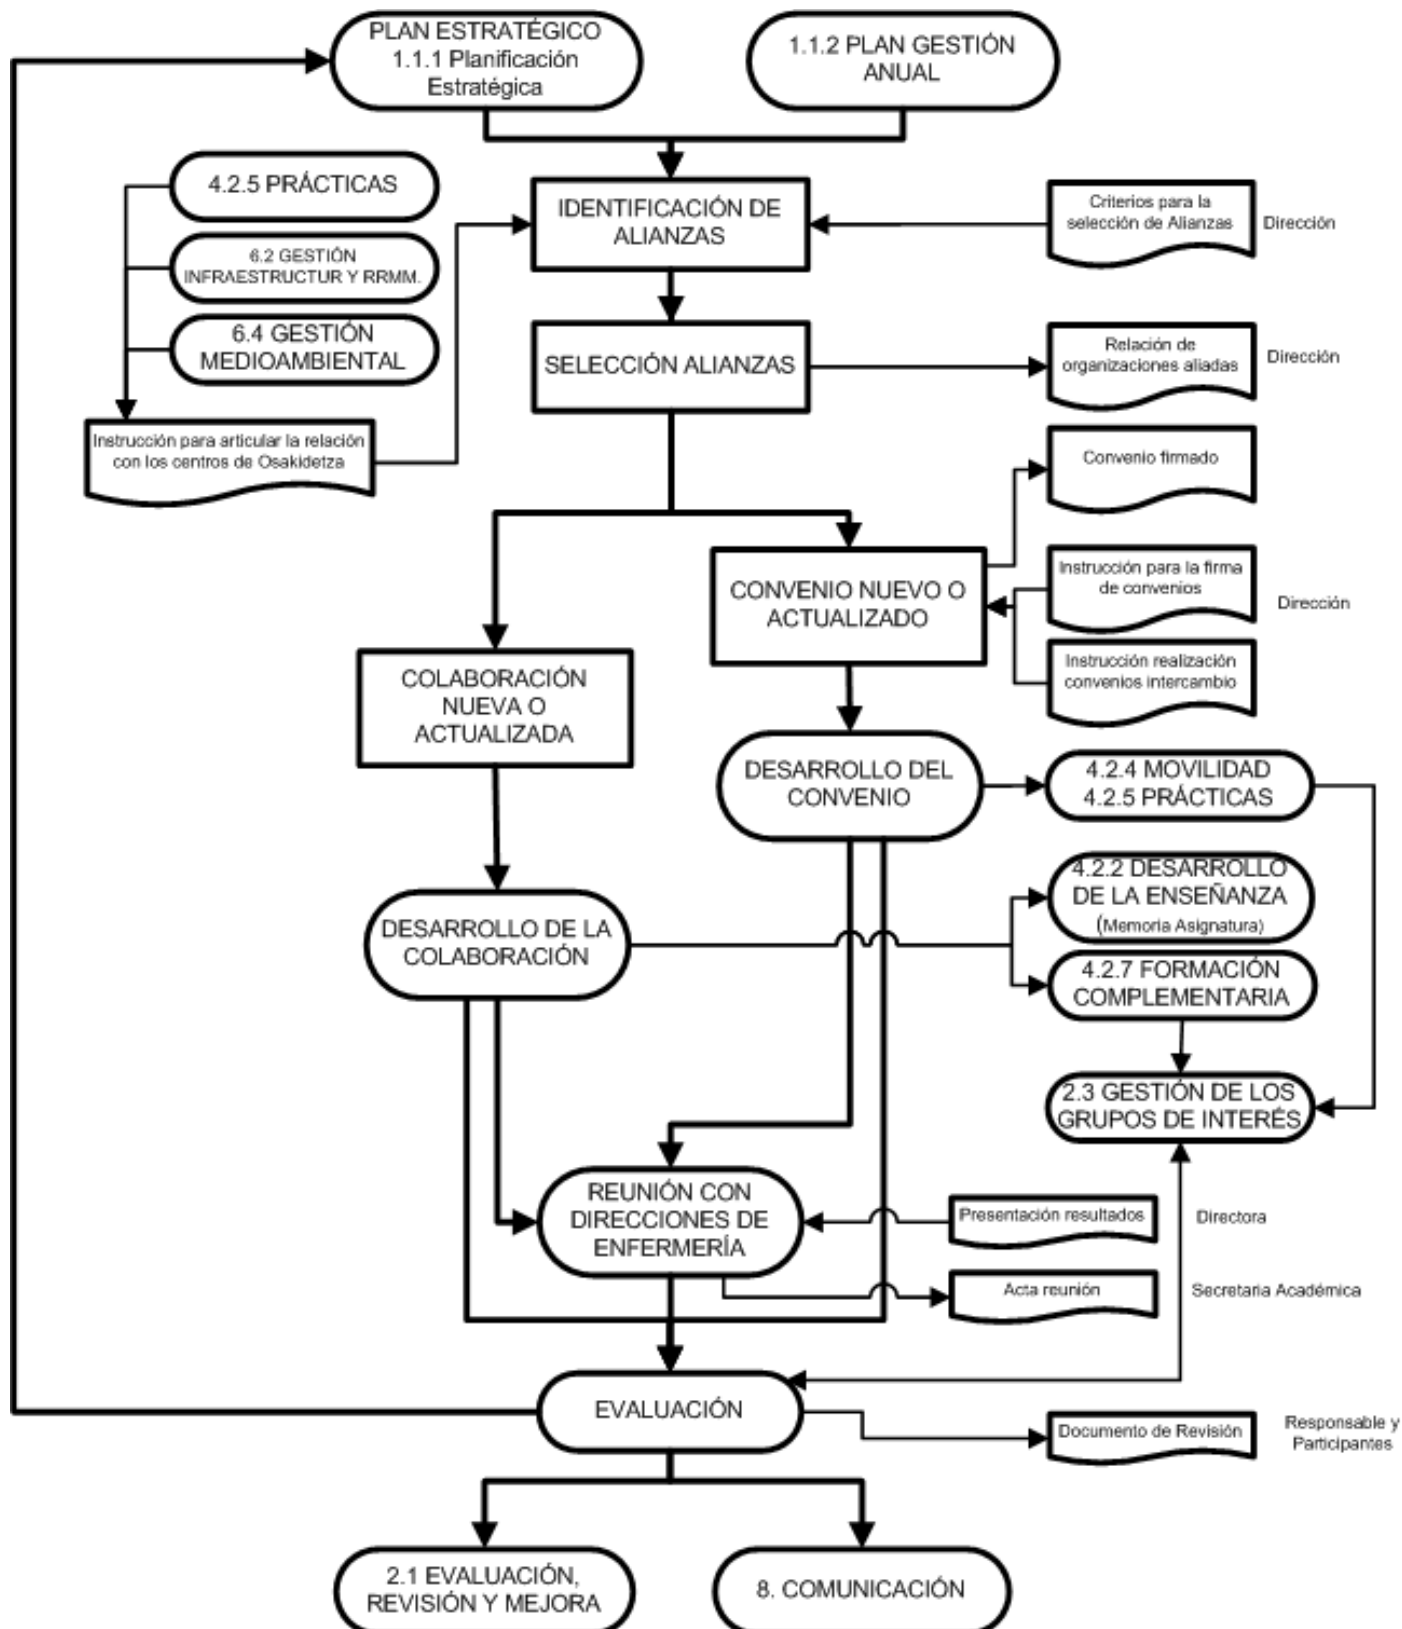 PLAN ESTRATÉGICO
1.1.1 Planificación
Estratégica
1.1.2 PLAN GESTIÓN
ANUAL
4.2.5 PRÁCTICAS
6.2 GESTIÓN
INFRAESTRUCTUR Y RRMM.
6.4 GESTIÓN
MEDIOAMBIENTAL
Instrucción para articular la relación
con los centros de Osakidetza
IDENTIFICACIÓN DE
ALIANZAS
Criterios para la
selección de Alianzas
Dirección
SELECCIÓN ALIANZAS
Relación de
organizaciones aliadas
Dirección
Convenio firmado
CONVENIO NUEVO O
ACTUALIZADO
Instrucción para la firma
de convenios
Dirección
Instrucción realización
convenios intercambio
COLABORACIÓN
NUEVA O
ACTUALIZADA
DESARROLLO DEL
CONVENIO
4.2.4 MOVILIDAD
4.2.5 PRÁCTICAS
DESARROLLO DE LA
COLABORACIÓN
4.2.2 DESARROLLO
DE LA ENSEÑANZA
(Memoria Asignatura)
4.2.7 FORMACIÓN
COMPLEMENTARIA
2.3 GESTIÓN DE LOS
GRUPOS DE INTERÉS
REUNIÓN CON
DIRECCIONES DE
ENFERMERÍA
Presentación resultados
Directora
Acta reunión
Secretaria Académica
EVALUACIÓN
Documento de Revisión
Responsable y
Participantes
2.1 EVALUACIÓN,
REVISIÓN Y MEJORA
8. COMUNICACIÓN